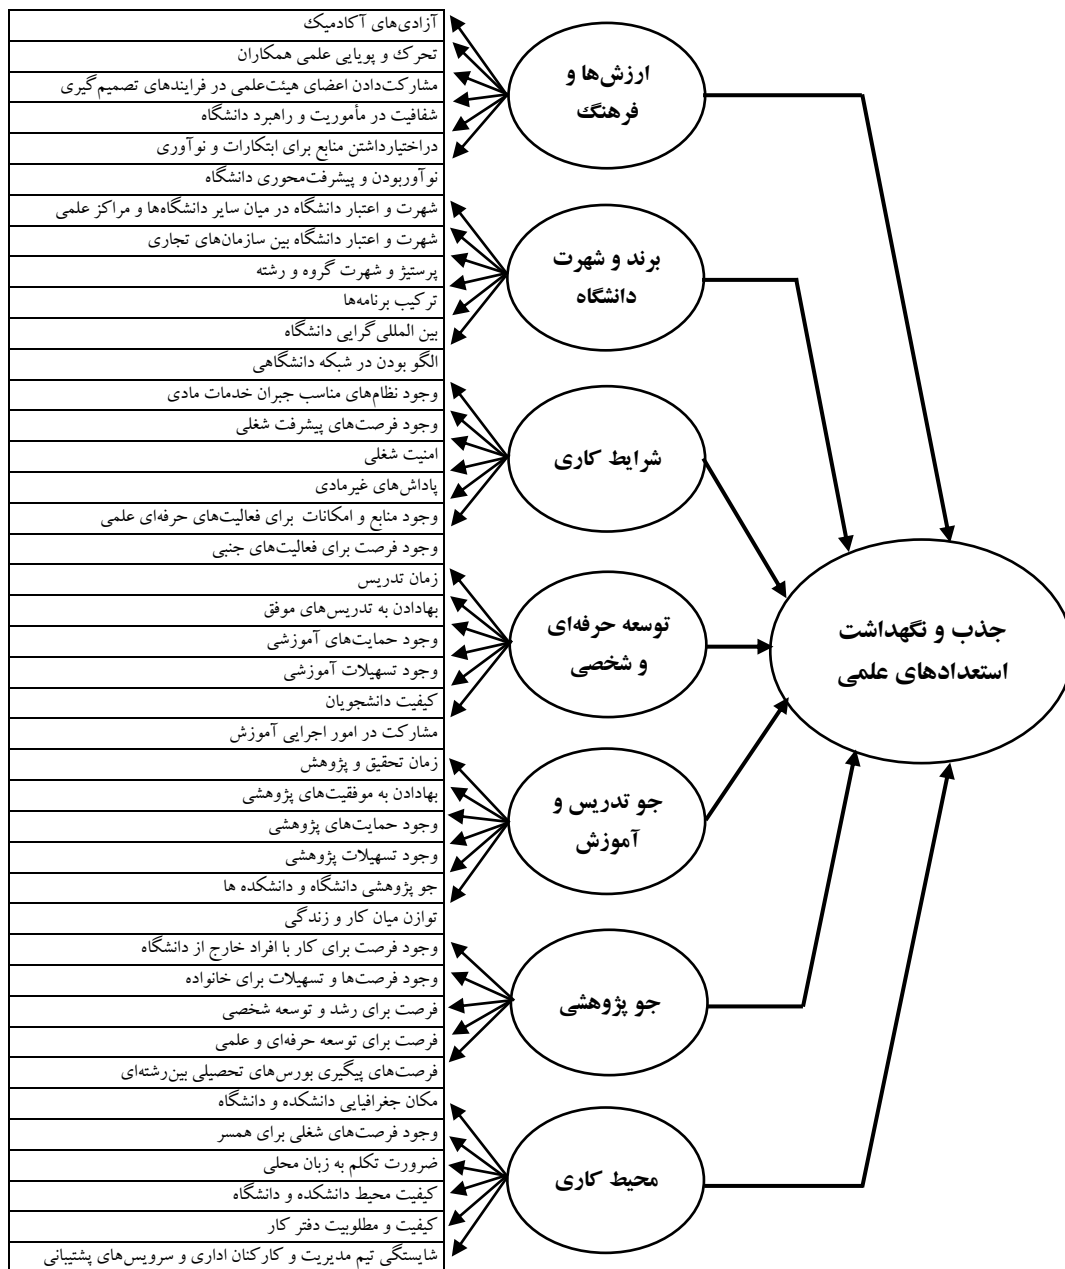 آزادی‌های آکادمیک
تحرک و پویایی علمی همکاران
مشارکت‌دادن اعضای هیئت‌علمی در فرایندهای تصمیم‌گیری
شفافیت در مأموریت و راهبرد دانشگاه
دراختیارداشتن منابع برای ابتکارات و نوآوری
نوآوربودن و پیشرفت‌محوری دانشگاه
شهرت و اعتبار دانشگاه در میان سایر دانشگاه‌ها و مراکز علمی
شهرت و اعتبار دانشگاه بین سازمان‌های تجاری
پرستیژ و شهرت گروه و رشته
ترکیب برنامه‌ها
بین المللی‌گرایی دانشگاه
الگو بودن در شبکه دانشگاهی
وجود نظام‌های مناسب جبران خدمات مادی
وجود فرصت‌های پیشرفت شغلی
امنیت شغلی
پاداش‌های غیرمادی
وجود منابع و امکانات برای فعالیت‌های حرفه‌ای علمی
وجود فرصت برای فعالیت‌های جنبی
زمان تدریس
بهادادن به تدریس‌های موفق
وجود حمایت‌های آموزشی
وجود تسهیلات آموزشی
کیفیت دانشجویان
مشارکت در امور اجرایی آموزش
زمان تحقیق و پژوهش
بهادادن به موفقیت‌های پژوهشی
وجود حمایت‌های پژوهشی
وجود تسهیلات پژوهشی
جو پژوهشی دانشگاه و دانشکده ها
توازن میان کار و زندگی
وجود فرصت برای کار با افراد خارج از دانشگاه
وجود فرصت‌ها و تسهیلات برای خانواده
فرصت برای رشد و توسعه شخصی
فرصت برای توسعه حرفه‌ای و علمی
فرصت‌های پیگیری بورس‌های تحصیلی بین‌رشته‌ای
مکان جغرافیایی دانشکده و دانشگاه
وجود فرصت‌های شغلی برای همسر
ضرورت تکلم به زبان محلی
کیفیت محیط دانشکده و دانشگاه
کیفیت و مطلوبیت دفتر کار
شایستگی تیم مدیریت و کارکنان اداری و سرویس‌های پشتیبانی
ارزش‌ها و
فرهنگ
برند و شهرت
دانشگاه
شرایط کاری
توسعه حرفه‌ای
و شخصی
جو تدریس و
آموزش
جو پژوهشی
محیط کاری
جذب و نگهداشت
استعدادهای علمی